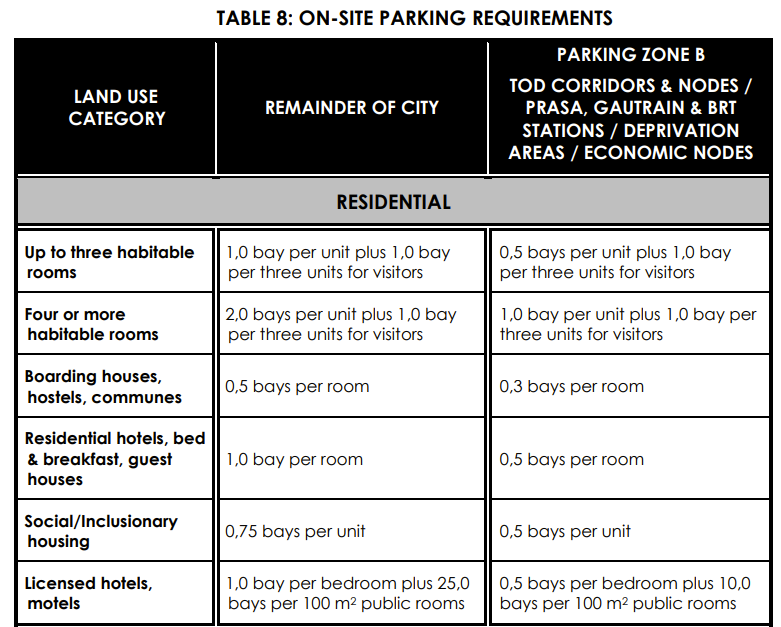 TABLE 8: ON-SITE PARKING REQUIREMENTS
LAND USE
CATEGORY
REMAINDER OF CITY
PARKING ZONE B
TOD CORRIDORS & NODES /
PRASA, GAUTRAIN & BRT
STATIONS / DEPRIVATION
AREAS / ECONOMIC NODES
RESIDENTIAL
Up to three habitable
rooms
1,0 bay per unit plus 1,0 bay
per three units for visitors
0,5 bays per unit plus 1,0 bay
per three units for visitors
Four or more
habitable rooms
2,0 bays per unit plus 1,0 bay
per three units for visitors
1,0 bay per unit plus 1,0 bay per
three units for visitors
Boarding houses,
hostels, communes
0,5 bays per room
0,3 bays per room
Residential hotels, bed
& breakfast, guest
houses
1,0 bay per room
0,5 bays per room
Social/Inclusionary
housing
0,75 bays per unit
0,5 bays per unit
Licensed hotels,
motels
1,0 bay per bedroom plus 25,0
bays per 100 m² public rooms
0,5 bays per bedroom plus 10,0
bays per 100 m² public rooms